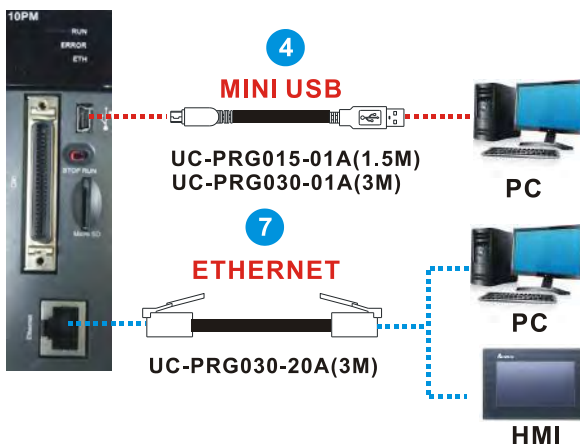 10PM
RUN
ERROR
ETH
4
MINI USB
STOP RUN
UC-PRG015-01A(1.5M)
UC-PRG030-01A(3M)
PC
Micro SD
7
ETHERNET
Ethernet
UC-PRG030-20A(3M)
PC
HMI